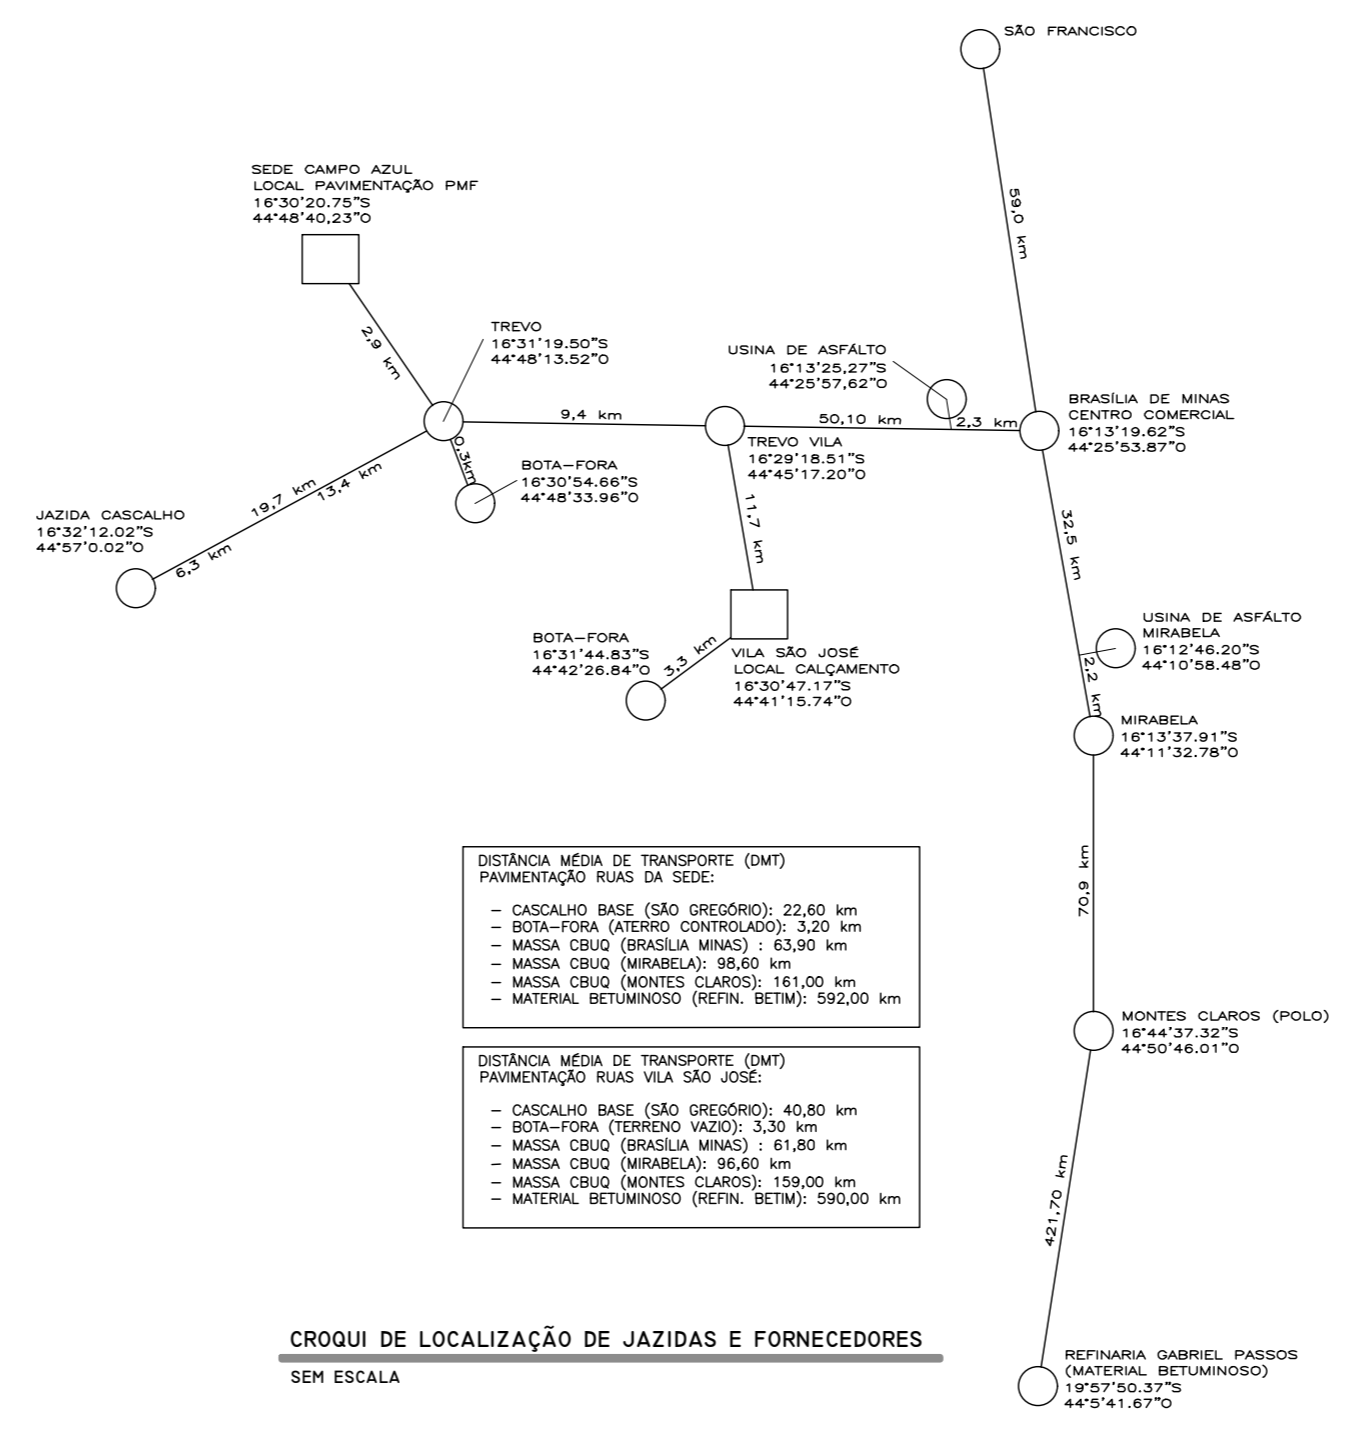 SÃO FRANCISCO
59,0 km
SEDE CAMPO AZUL
LOCAL PAVIMENTAÇÃO PMF
16°30'20.75"S
44°48'40,23"O
2,9 km
TREVO
16°31'19.50"S
44°48'13.52"O
USINA DE ASFÁLTO
16°13'25,27"S
44°25'57,62"O
9,4 km
50,10 km
2,3 km
BRASÍLIA DE MINAS
CENTRO COMERCIAL
16°13'19.62"S
44°25'53.87"O
TREVO VILA
16°29'18.51"S
44°45'17.20"O
0,3km
BOTA-FORA
16°30'54.66"S
44°48'33.96"O
19,7 km
13,4 km
6,3 km
JAZIDA CASCALHO
16°32'12.02"S
44°57'0.02"O
11,7 km
32,5 km
BOTA-FORA
16°31'44.83"S
44°42'26.84"O
3,3 km
VILA SÃO JOSÉ
LOCAL CALÇAMENTO
16°30'47.17"S
44°41'15.74"O
USINA DE ASFÁLTO
MIRABELA
16°12'46.20"S
44°10'58.48"O
2,2 km
MIRABELA
16°13'37.91"S
44°11'32.78"O
70,9 km
DISTÂNCIA MÉDIA DE TRANSPORTE (DMT)
PAVIMENTAÇÃO RUAS DA SEDE:
- CASCALHO BASE (SÃO GREGÓRIO): 22,60 km
- BOTA-FORA (ATERRO CONTROLADO): 3,20 km
- MASSA CBUQ (BRASÍLIA MINAS) : 63,90 km
- MASSA CBUQ (MIRABELA): 98,60 km
- MASSA CBUQ (MONTES CLAROS): 161,00 km
- MATERIAL BETUMINOSO (REFIN. BETIM): 592,00 km
MONTES CLAROS (POLO)
16°44'37.32"S
44°50'46.01"O
DISTÂNCIA MÉDIA DE TRANSPORTE (DMT)
PAVIMENTAÇÃO RUAS VILA SÃO JOSÉ:
- CASCALHO BASE (SÃO GREGÓRIO): 40,80 km
- BOTA-FORA (TERRENO VAZIO): 3,30 km
- MASSA CBUQ (BRASÍLIA MINAS) : 61,80 km
- MASSA CBUQ (MIRABELA): 96,60 km
- MASSA CBUQ (MONTES CLAROS): 159,00 km
- MATERIAL BETUMINOSO (REFIN. BETIM): 590,00 km
421,70 km
CROQUI DE LOCALIZAÇÃO DE JAZIDAS E FORNECEDORES
SEM ESCALA
REFINARIA GABRIEL PASSOS
(MATERIAL BETUMINOSO)
19°57'50.37"S
44°5'41.67"O